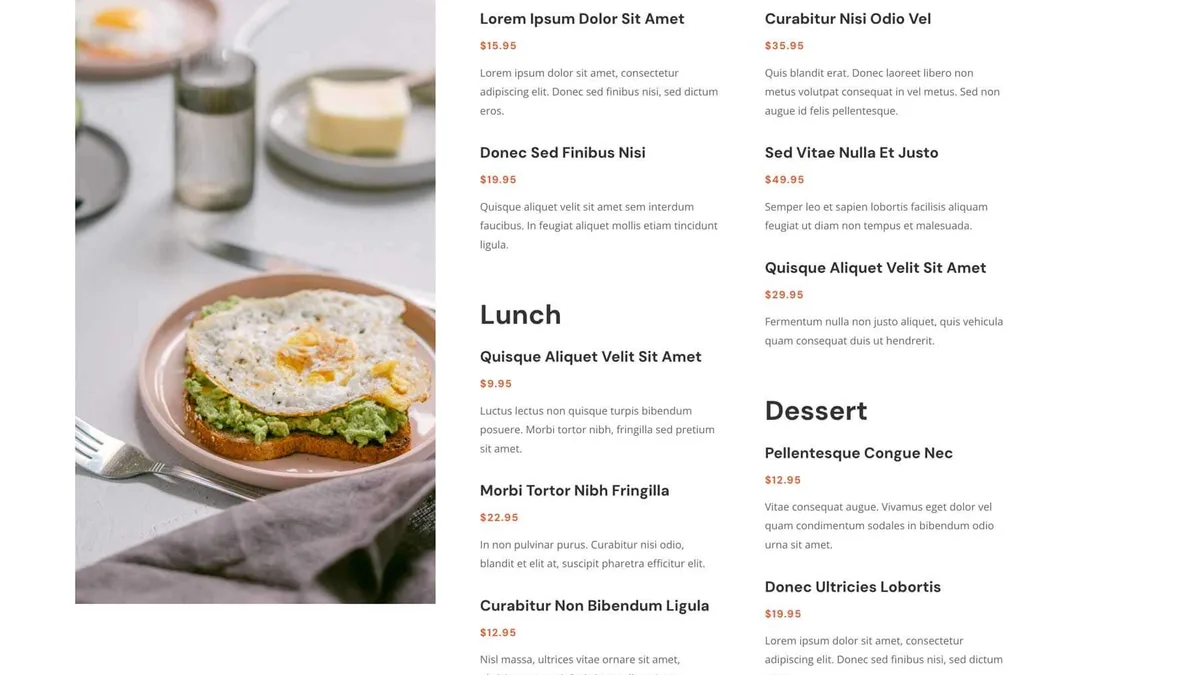 Lorem Ipsum Dolor Sit Amet
$15.95
Lorem ipsum dolor sit amet, consectetur
adipiscing elit. Donec sed finibus nisi, sed dictum
eros.
Donec Sed Finibus Nisi
$19.95
Quisque aliquet velit sit amet sem interdum
faucibus. In feugiat aliquet mollis etiam tincidunt
ligula.
Lunch
Quisque Aliquet Velit Sit Amet
$9.95
Luctus lectus non quisque turpis bibendum
posuere. Morbi tortor nibh, fringilla sed pretium
sit amet.
Morbi Tortor Nibh Fringilla
$22.95
In non pulvinar purus. Curabitur nisi odio,
blandit et elit at, suscipit pharetra efficitur elit.
Curabitur Non Bibendum Ligula
$12.95
Nisl massa, ultrices vitae ornare sit amet,
Curabitur Nisi Odio Vel
$35.95
Quis blandit erat. Donec laoreet libero non
metus volutpat consequat in vel metus. Sed non
augue id felis pellentesque.
Sed Vitae Nulla Et Justo
$49.95
Semper leo et sapien lobortis facilisis aliquam
feugiat ut diam non tempus et malesuada.
Quisque Aliquet Velit Sit Amet
$29.95
Fermentum nulla non justo aliquet, quis vehicula
quam consequat duis ut hendrerit.
Dessert
Pellentesque Congue Nec
$12.95
Vitae consequat augue. Vivamus eget dolor vel
quam condimentum sodales in bibendum odio
urna sit amet.
Donec Ultricies Lobortis
$19.95
Lorem ipsum dolor sit amet, consectetur
adipiscing elit. Donec sed finibus nisi, sed dictum